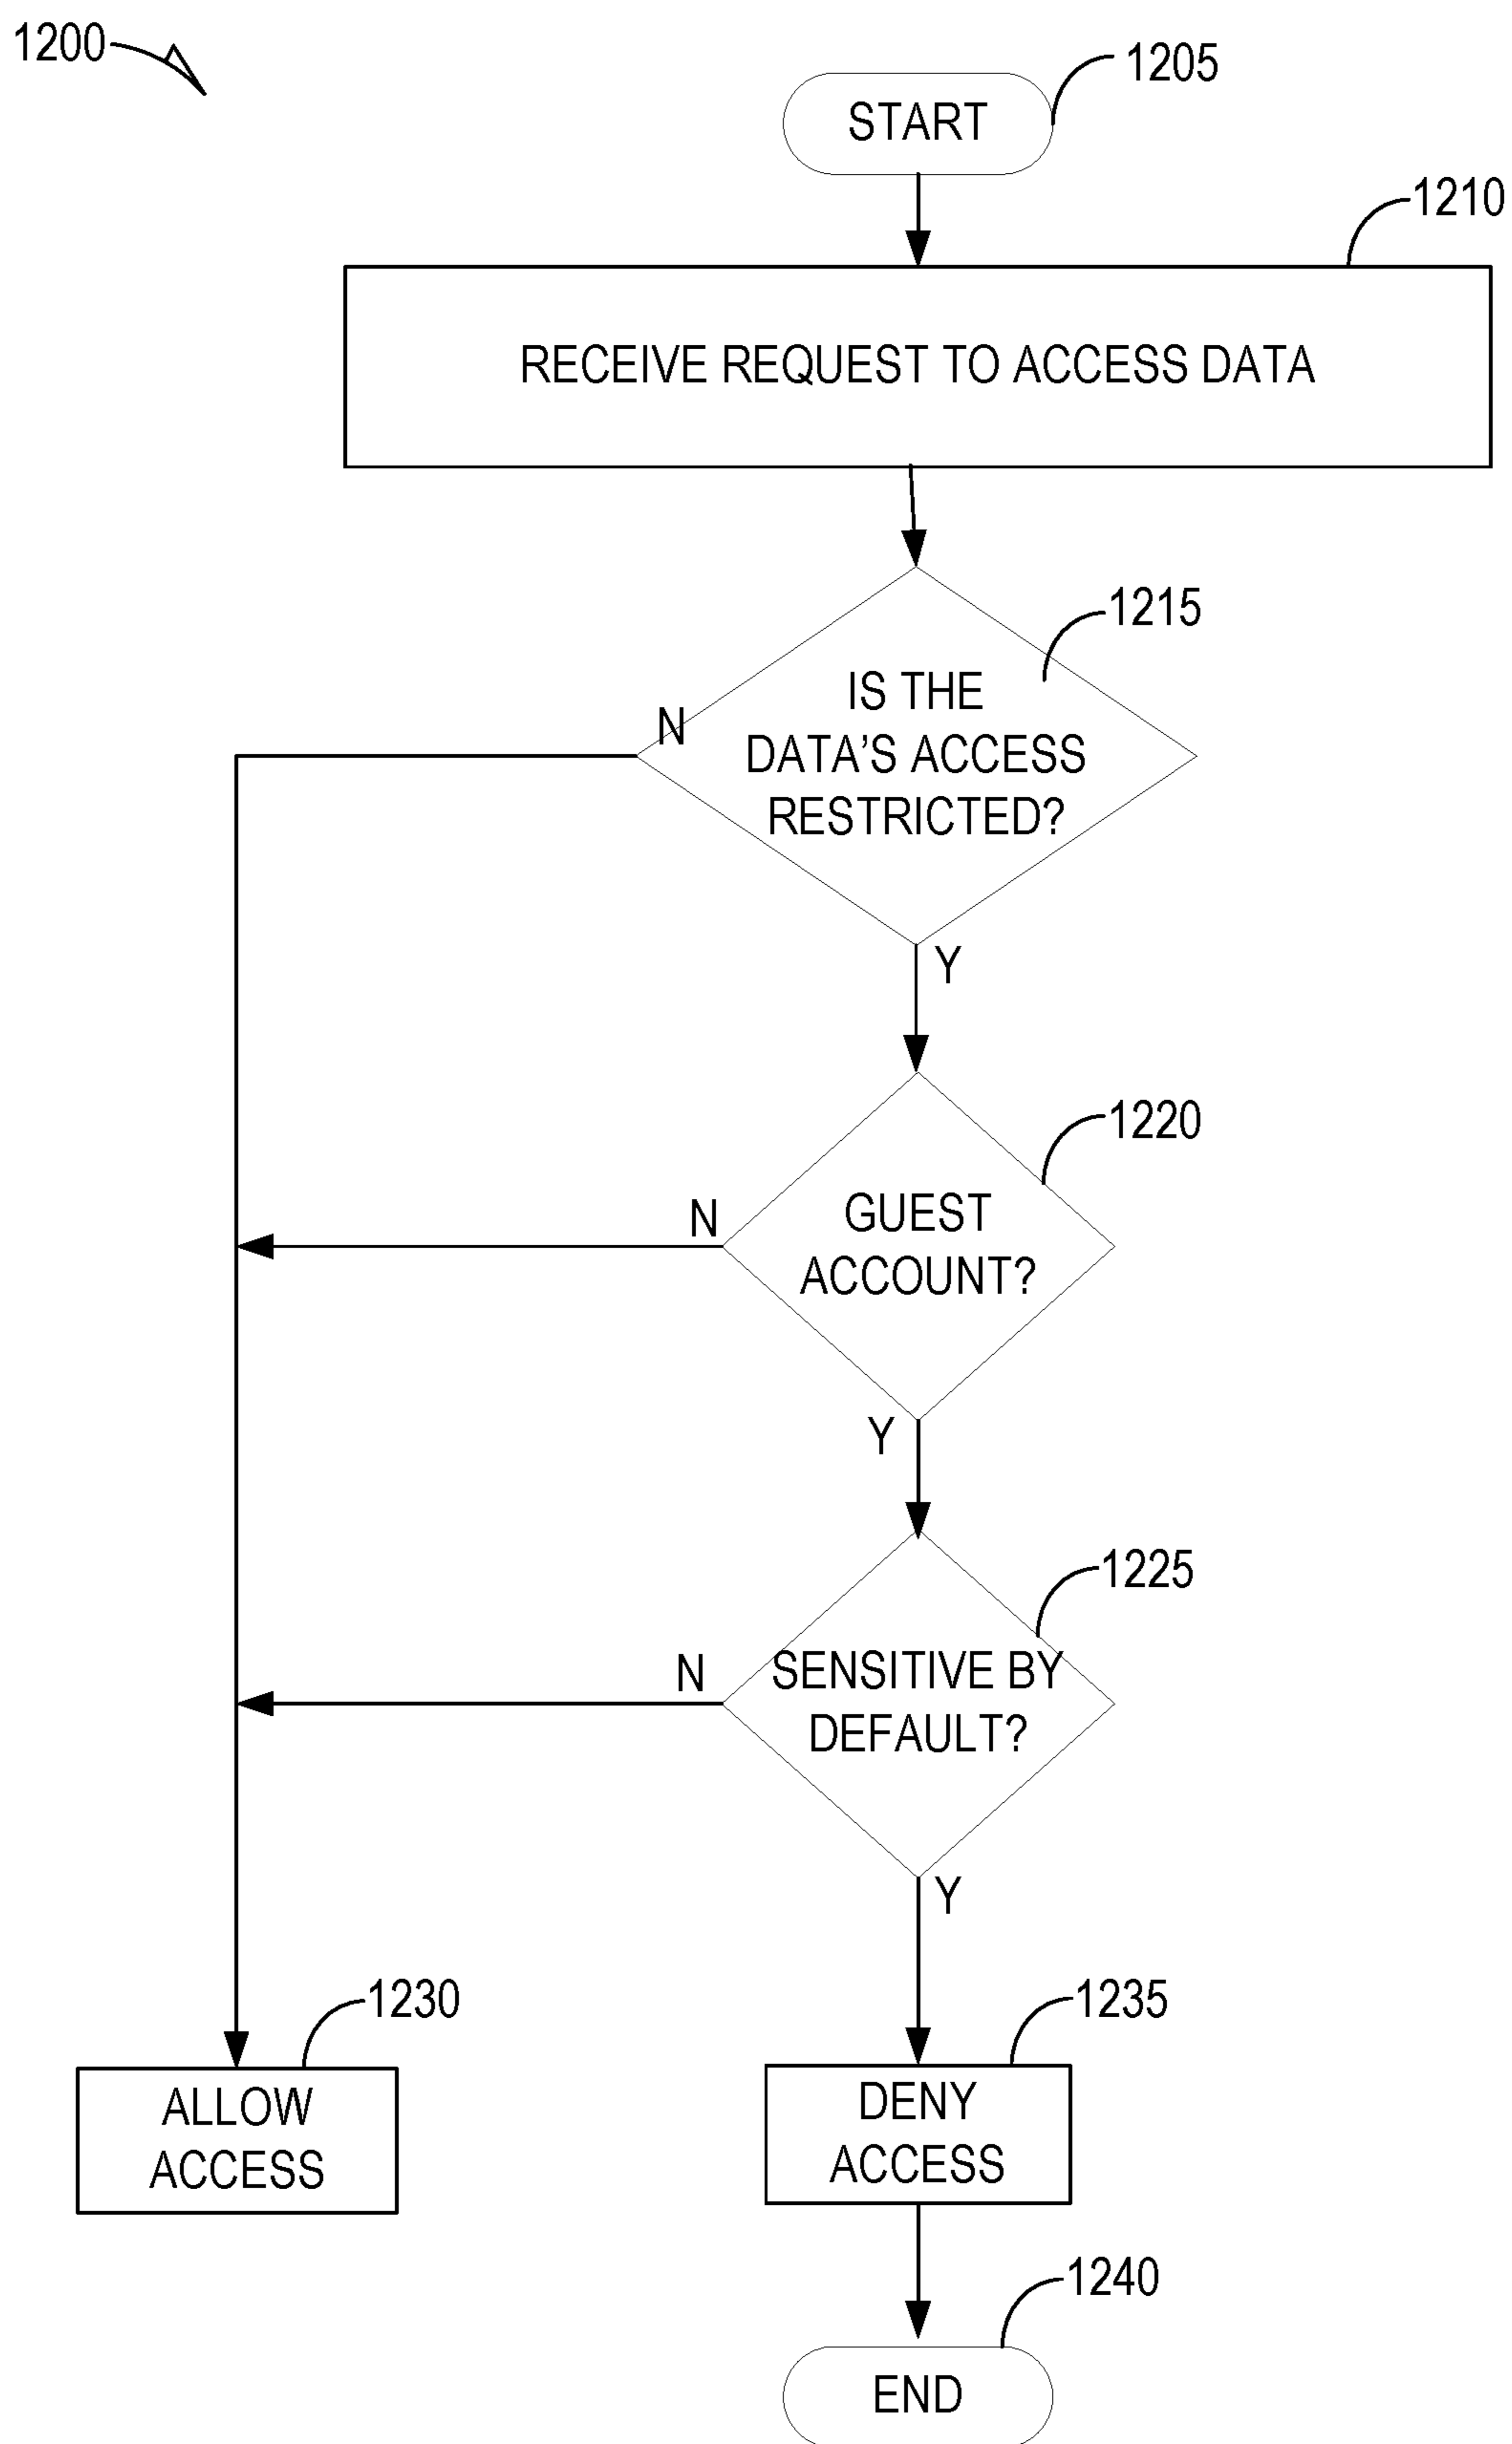 1200
1205
START
1210
RECEIVE REQUEST TO ACCESS DATA
1215
IS THE
DATA'S ACCESS
RESTRICTED?
N
Y
1220
GUEST
ACCOUNT?
N
Y
1225
SENSITIVE BY
DEFAULT?
N
Y
1230
ALLOW
ACCESS
1235
DENY
ACCESS
1240
END